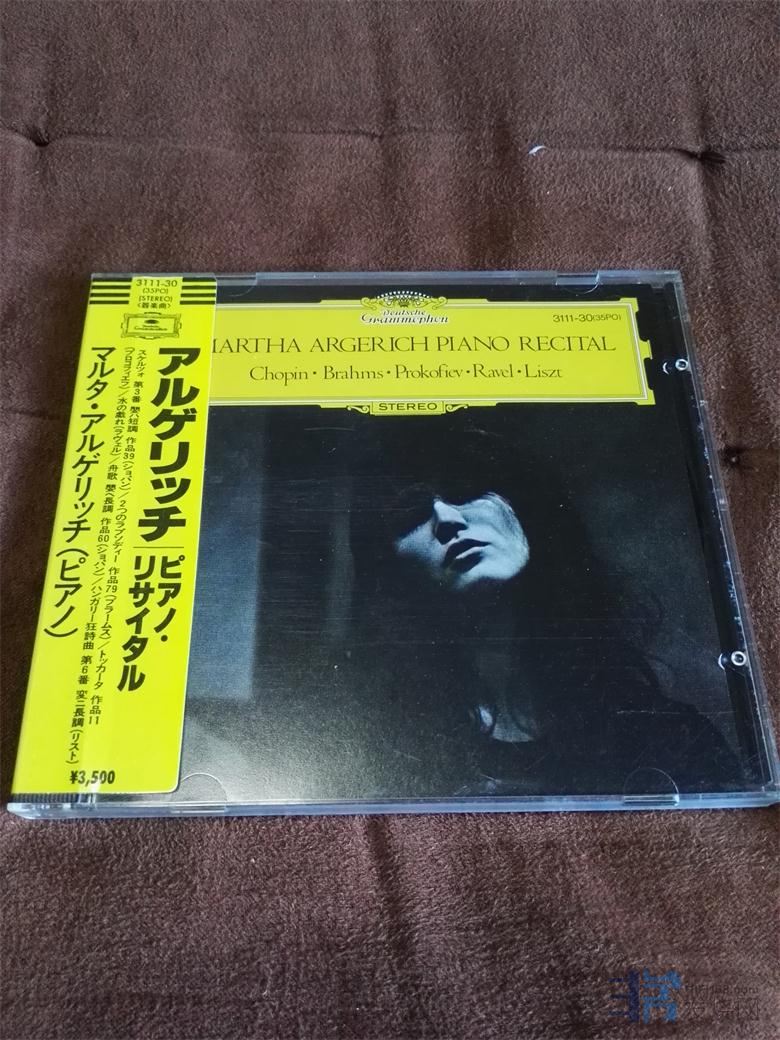 3111-30
(35PO)
(STEREO)
<器楽曲>
Deutsche
Grammophon
アルゲリッチ
ピアノ・
リサイタル
スケルツォ 第3番 嬰ハ短調 作品39(ショパン)/2つのラプソディー 作品79(ブラームス)/トッカータ 作品11
(プロコフィエフ)/水の戯れ(ラヴェル)/舟歌 嬰ヘ長調 作品60(ショパン)/ハンガリー狂詩曲 第6番 変ニ長調(リスト)
マルタ・アルゲリッチ(ピアノ)
¥3,500
Deutsche
Grammophon
3111-30(35PO)
MARTHA ARGERICH PIANO RECITAL
Chopin · Brahms · Prokofiev · Ravel · Liszt
STEREO